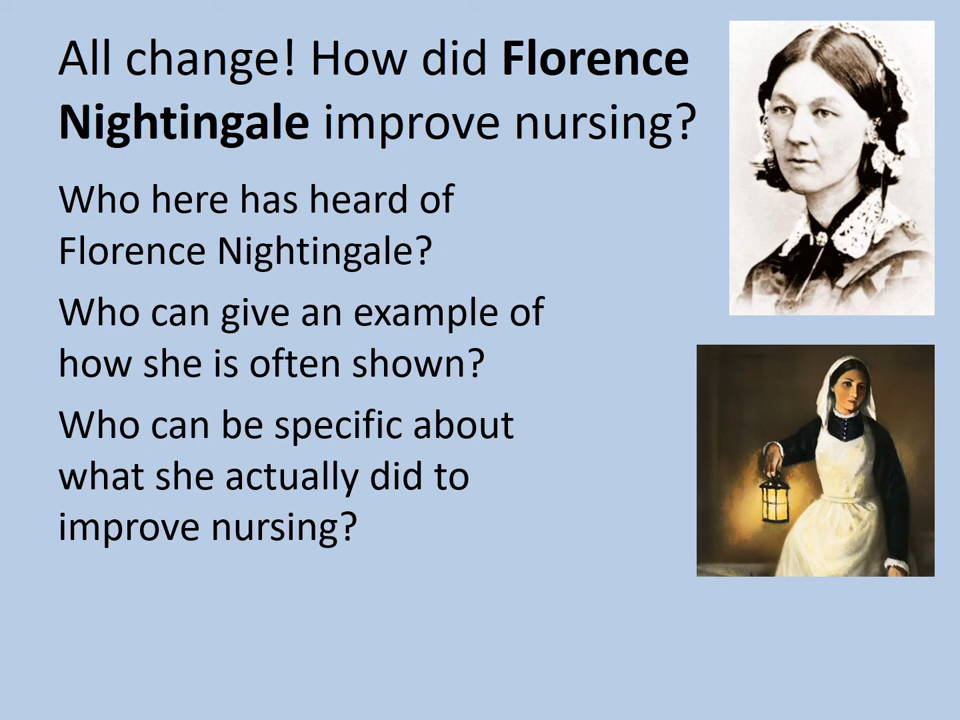 All change! How did Florence
Nightingale improve nursing?
Who here has heard of
Florence Nightingale?
Who can give an example of
how she is often shown?
Who can be specific about
what she actually did to
improve nursing?